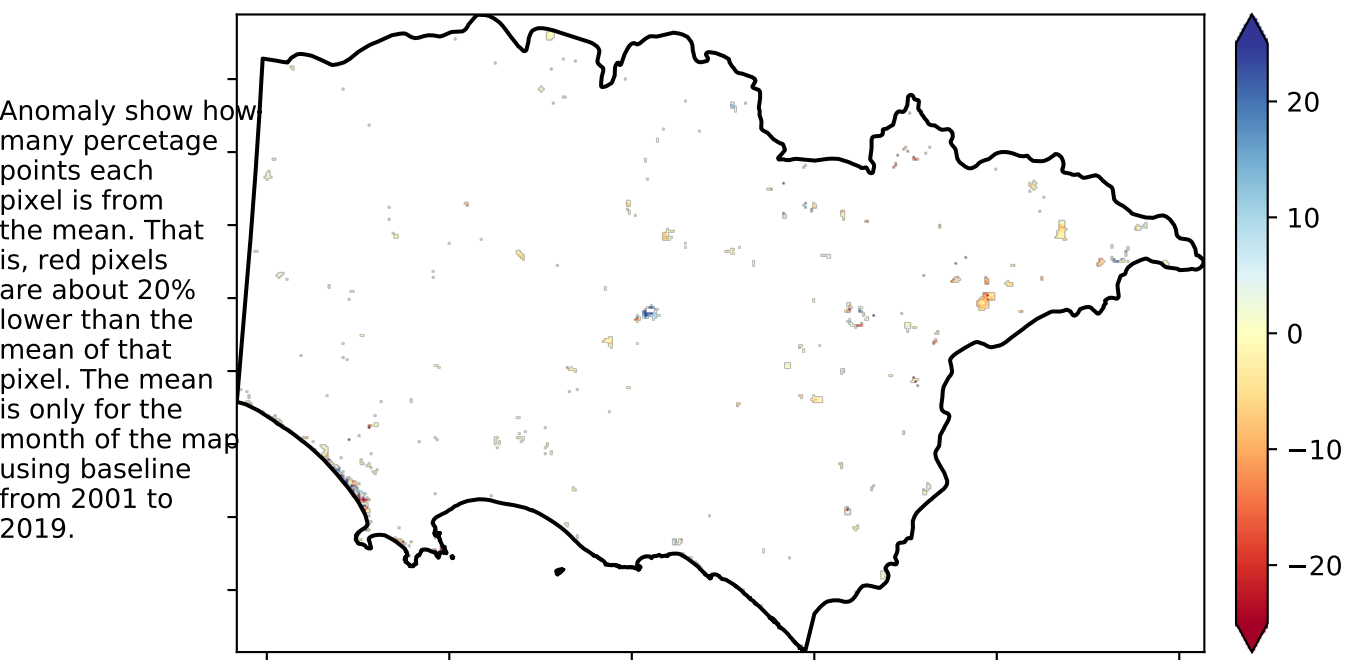 Anomaly show how
many percetage
points each
pixel is from
the mean. That
is, red pixels
are about 20%
lower than the
mean of that
pixel. The mean
is only for the
month of the map
using baseline
from 2001 to
2019.
20
10
0
−10
−20